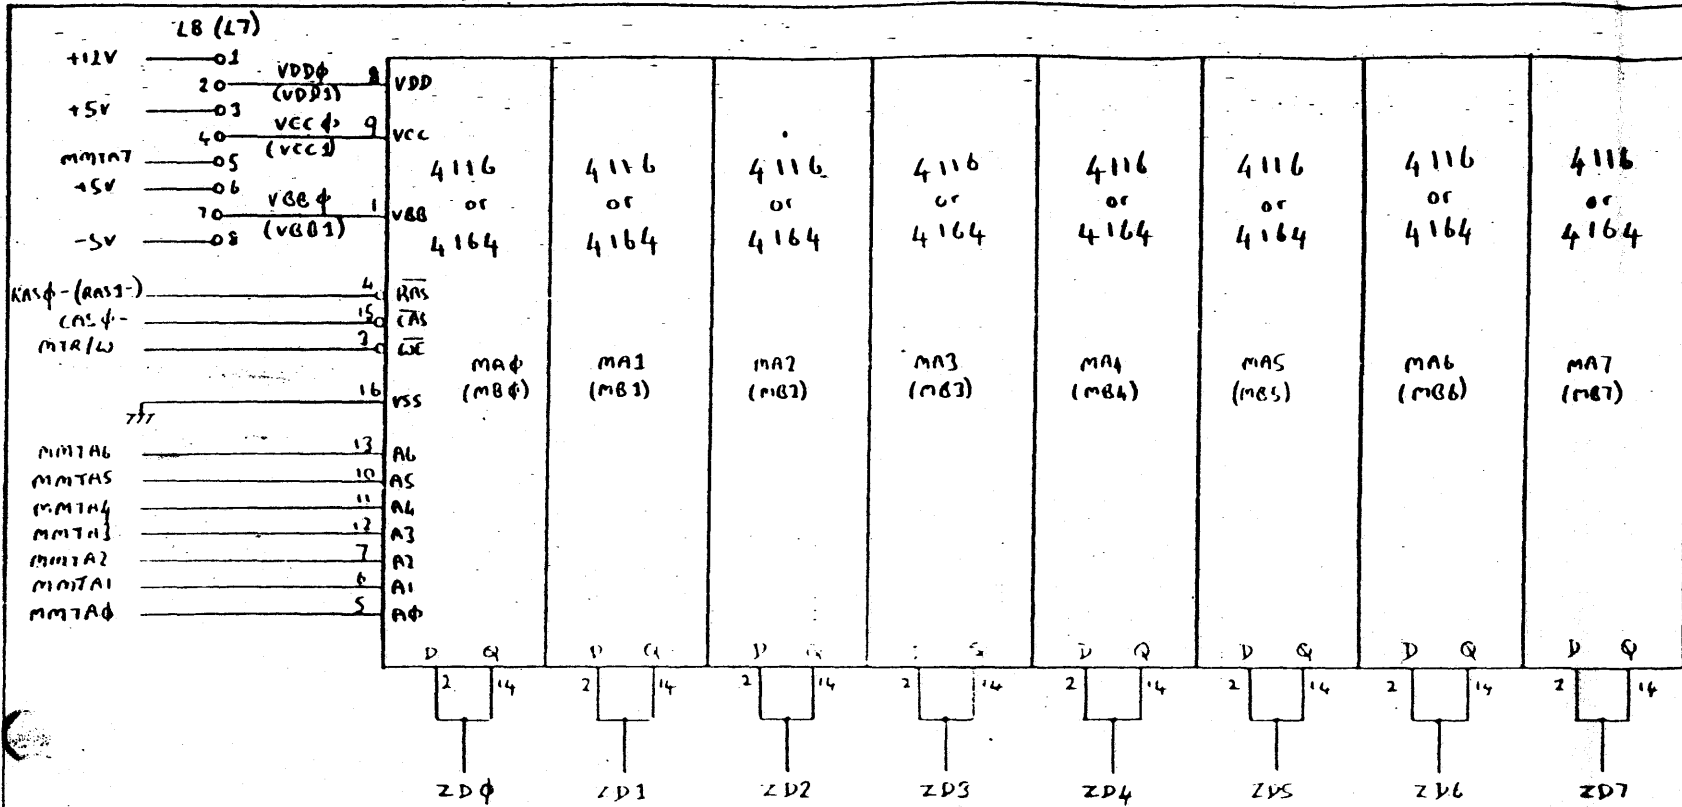 L8 (L7)
+12V 1
2 VDDϕ 8 VDD
(VDD1)
+5V 3
4 VCCϕ 9 VCC
(VCC1)
MMTA7 5
+5V 6
7 VBBϕ 1 VBB
(VBB1)
-5V 8
4116 4116 4116 4116 4116 4116 4116 4116
or or or or or or or or
4164 4164 4164 4164 4164 4164 4164 4164
RASϕ-(RAS1-) 4 RAS
CASϕ- 15 CAS
MTR/W 3 WE
MAϕ MA1 MA2 MA3 MA4 MA5 MA6 MA7
(MBϕ) (MB1) (MB2) (MB3) (MB4) (MB5) (MB6) (MB7)
16 VSS
MMTA6 13 A6
MMTA5 10 A5
MMTA4 11 A4
MMTA3 12 A3
MMTA2 7 A2
MMTA1 6 A1
MMTAϕ 5 Aϕ
D Q D Q D Q Q D Q D Q D Q D Q
2 14 2 14 2 14 2 14 2 14 2 14 2 14 2 14
ZDϕ ZD1 ZD2 ZD3 ZD4 ZD5 ZD6 ZD7